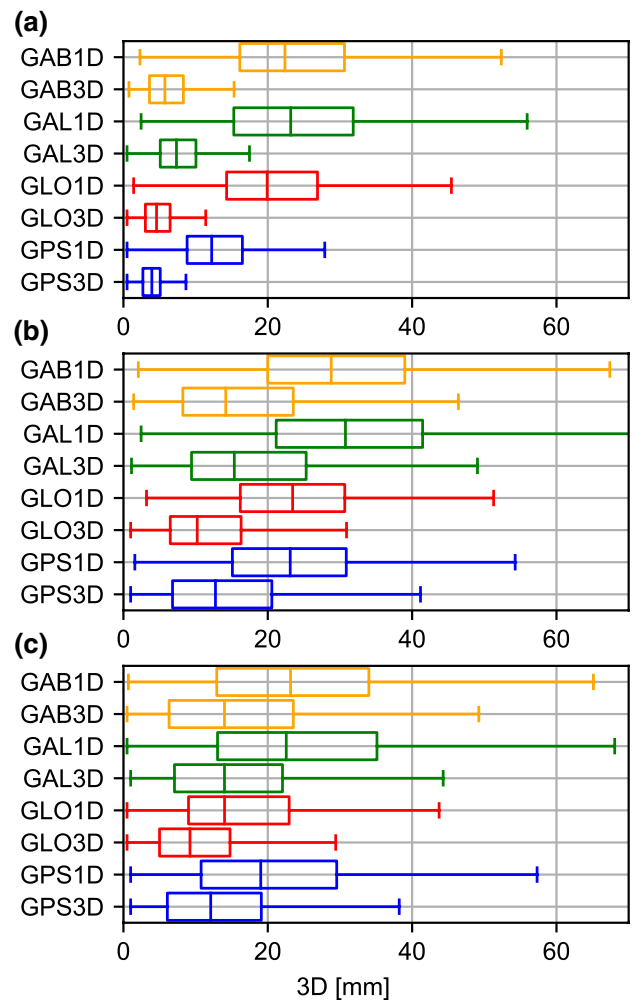 (a)
GAB1D
GAB3D
GAL1D
GAL3D
GLO1D
GLO3D
GPS1D
GPS3D
0 20 40 60
(b)
GAB1D
GAB3D
GAL1D
GAL3D
GLO1D
GLO3D
GPS1D
GPS3D
0 20 40 60
(c)
GAB1D
GAB3D
GAL1D
GAL3D
GLO1D
GLO3D
GPS1D
GPS3D
0 20 40 60
3D [mm]